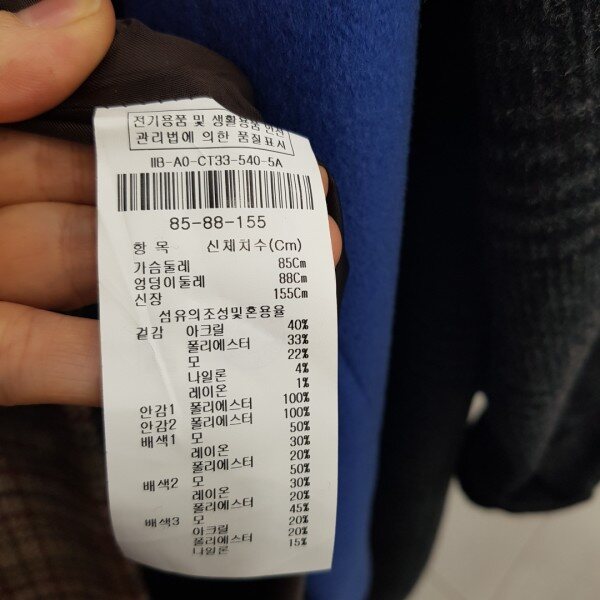 전기용품 및 생활용품 안전
관리법에 의한 품질표시
IIB-A0-CT33-540-5A
85-88-155
항 목 신체치수(Cm)
가슴둘레 85Cm
엉덩이둘레 88Cm
신장 155Cm
섬유의조성및혼용율
겉감 아크릴 40%
폴리에스터 33%
모 22%
나일론 4%
레이온 1%
안감1 폴리에스터 100%
안감2 폴리에스터 100%
배색1 모 50%
레이온 30%
폴리에스터 20%
배색2 모 50%
레이온 30%
폴리에스터 20%
배색3 모 45%
아크릴 20%
폴리에스터 20%
나일론 15%